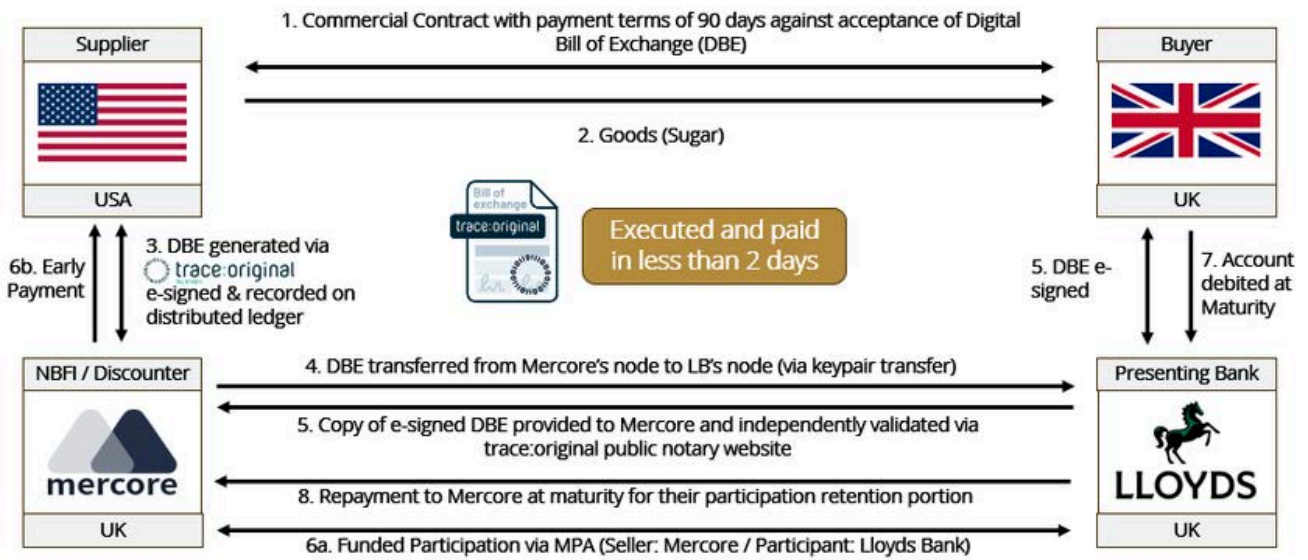 1. Commercial Contract with payment terms of 90 days against acceptance of Digital
Bill of Exchange (DBE)
Supplier
Buyer
2. Goods (Sugar)
USA
UK
Bill of
exchange
trace:original
Executed and paid
in less than 2 days
6b. Early
Payment
3. DBE generated via
trace:original
e-signed & recorded on
distributed ledger
5. DBE e-
signed
7. Account
debited at
Maturity
NBFI / Discounter
4. DBE transferred from Mercore's node to LB's node (via keypair transfer)
Presenting Bank
5. Copy of e-signed DBE provided to Mercore and independently validated via
trace:original public notary website
mercore
LLOYDS
8. Repayment to Mercore at maturity for their participation retention portion
UK
UK
6a. Funded Participation via MPA (Seller: Mercore / Participant: Lloyds Bank)